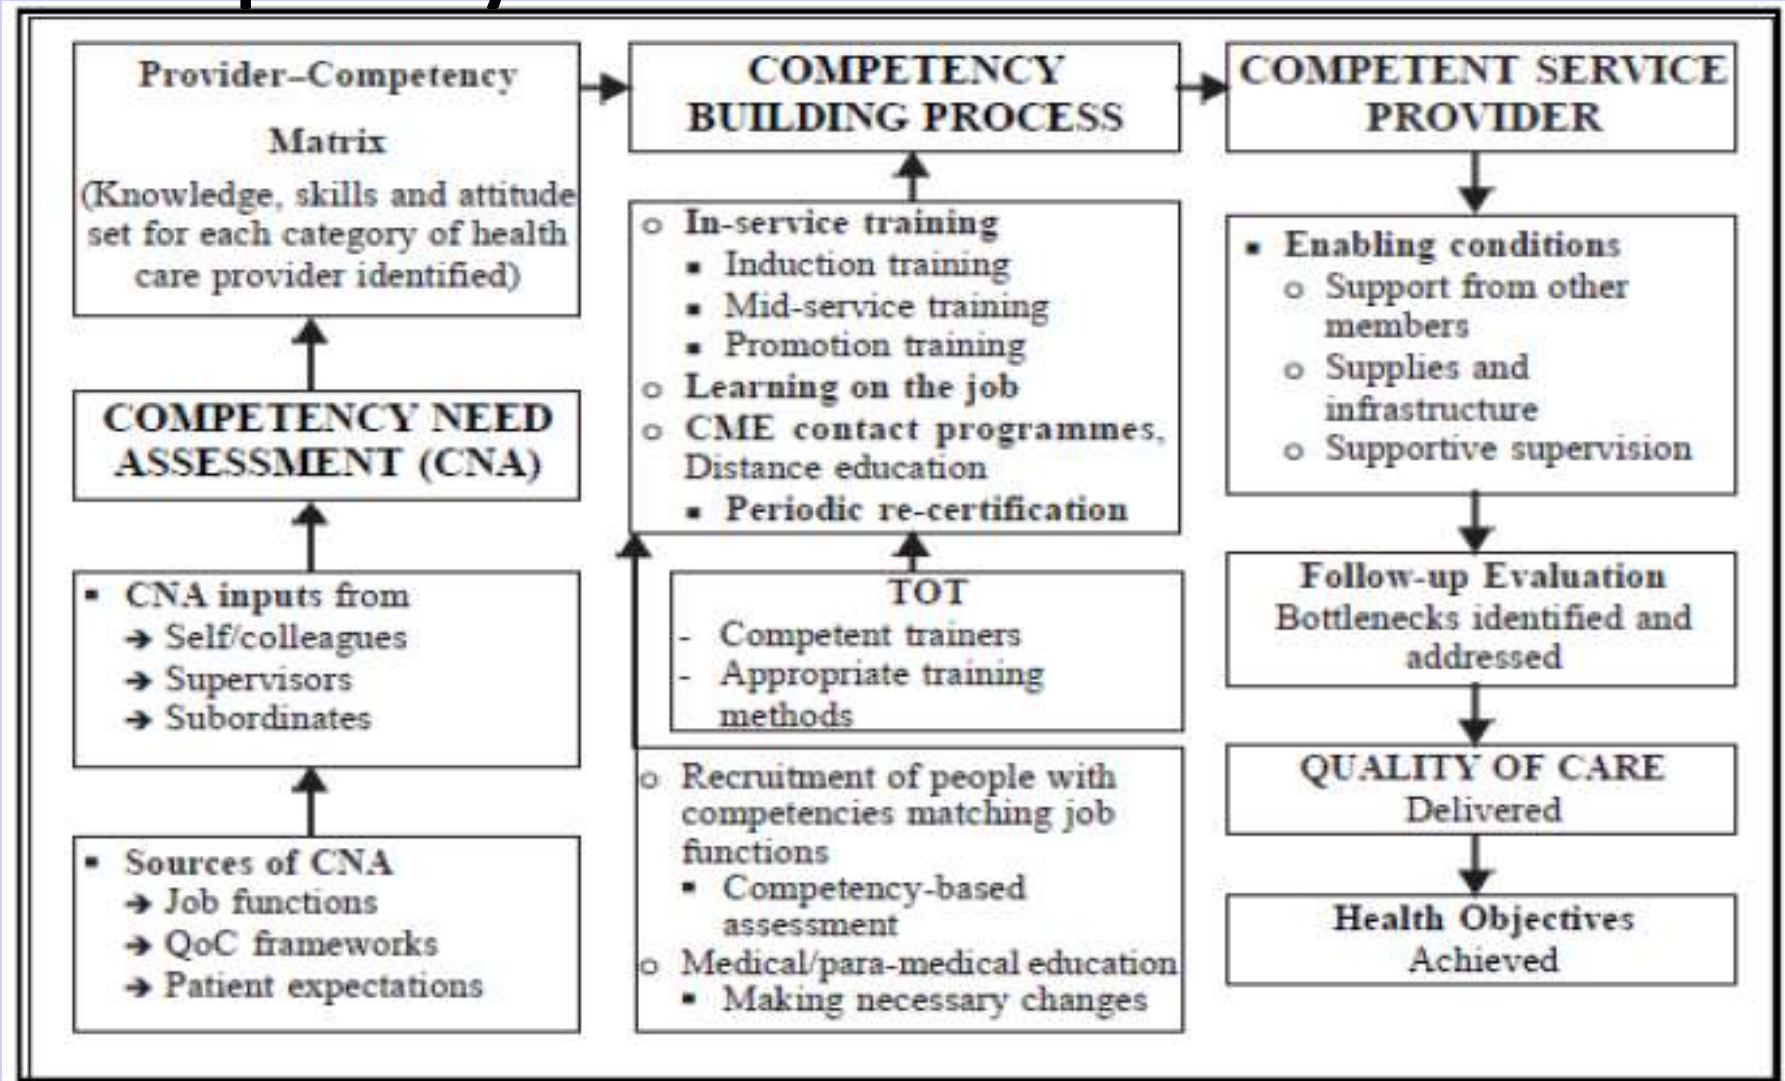 Provider–Competency
Matrix
(Knowledge, skills and attitude
set for each category of health
care provider identified)
COMPETENCY NEED
ASSESSMENT (CNA)
▪ CNA inputs from
➔ Self/colleagues
➔ Supervisors
➔ Subordinates
▪ Sources of CNA
➔ Job functions
➔ QoC frameworks
➔ Patient expectations
COMPETENCY
BUILDING PROCESS
o In-service training
▪ Induction training
▪ Mid-service training
▪ Promotion training
o Learning on the job
o CME contact programmes,
Distance education
▪ Periodic re-certification
TOT
- Competent trainers
- Appropriate training
methods
o Recruitment of people with
competencies matching job
functions
▪ Competency-based
assessment
o Medical/para-medical education
▪ Making necessary changes
COMPETENT SERVICE
PROVIDER
▪ Enabling conditions
o Support from other
members
o Supplies and
infrastructure
o Supportive supervision
Follow-up Evaluation
Bottlenecks identified and
addressed
QUALITY OF CARE
Delivered
Health Objectives
Achieved